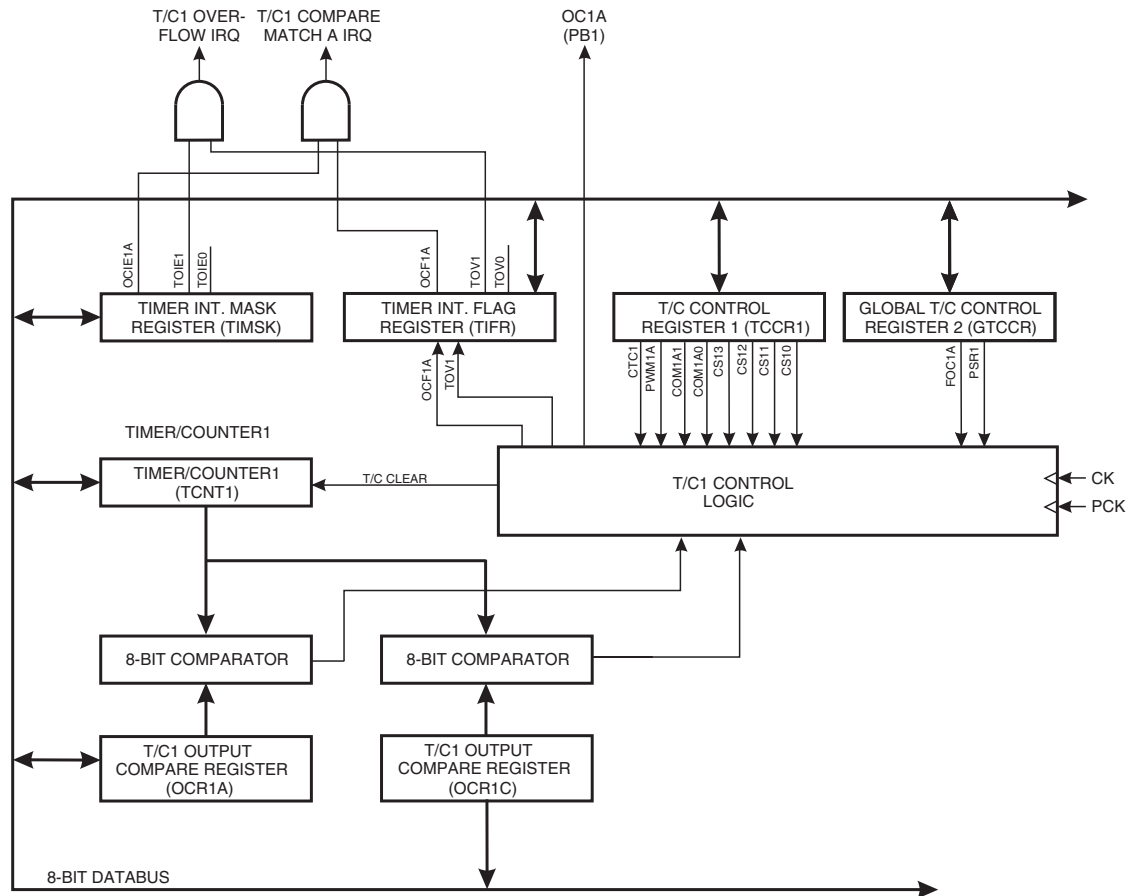 T/C1 OVER-
FLOW IRQ
T/C1 COMPARE
MATCH A IRQ
OC1A
(PB1)
OCIE1A
TOIE1
TOIE0
OCF1A
TOV1
TOV0
TIMER INT. MASK
REGISTER (TIMSK)
TIMER INT. FLAG
REGISTER (TIFR)
T/C CONTROL
REGISTER 1 (TCCR1)
GLOBAL T/C CONTROL
REGISTER 2 (GTCCR)
OCF1A
TOV1
CTC1
PWM1A
COM1A1
COM1A0
CS13
CS12
CS11
CS10
FOC1A
PSR1
TIMER/COUNTER1
TIMER/COUNTER1
(TCNT1)
T/C CLEAR
T/C1 CONTROL
LOGIC
CK
PCK
8-BIT COMPARATOR
8-BIT COMPARATOR
T/C1 OUTPUT
COMPARE REGISTER
(OCR1A)
T/C1 OUTPUT
COMPARE REGISTER
(OCR1C)
8-BIT DATABUS